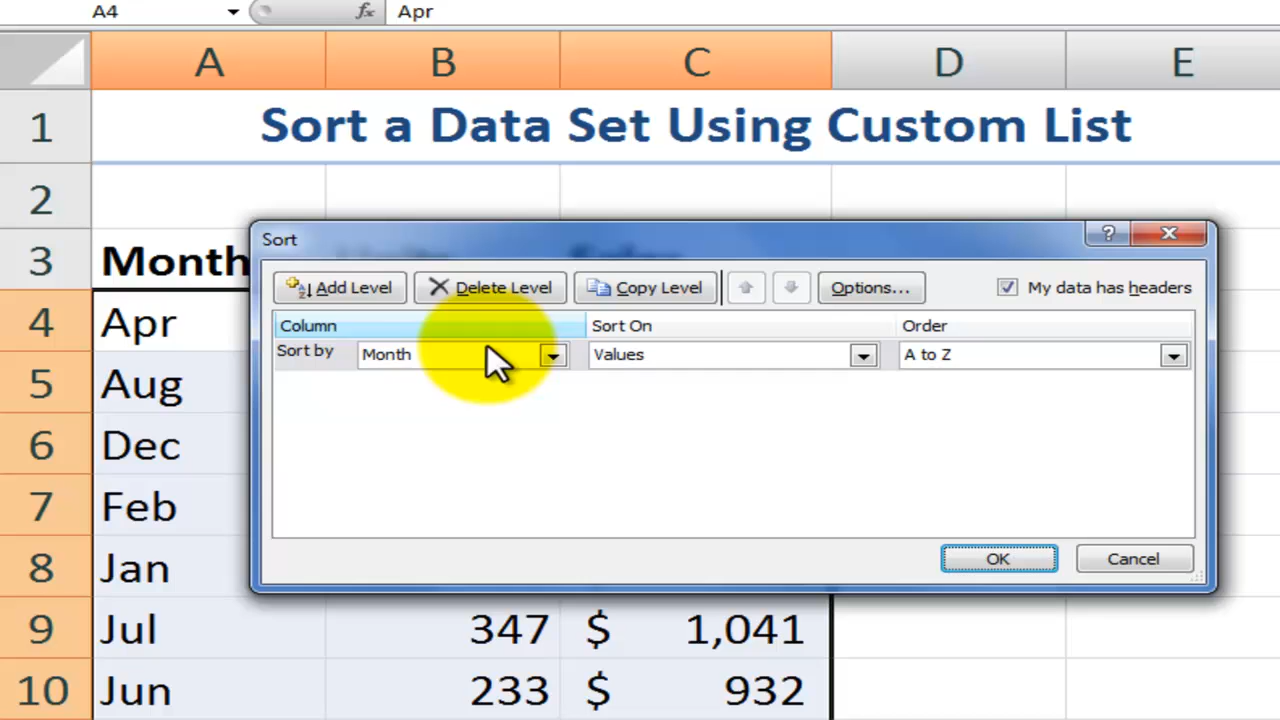 A4 fx Apr
A B C D E
1 Sort a Data Set Using Custom List
2
Sort ?
3 Month
Add Level Delete Level Copy Level Options... My data has headers
4 Apr
Column Sort On Order
Sort by Month Values A to Z
5 Aug
6 Dec
7 Feb
8 Jan
OK Cancel
9 Jul 347 $ 1,041
10 Jun 233 $ 932